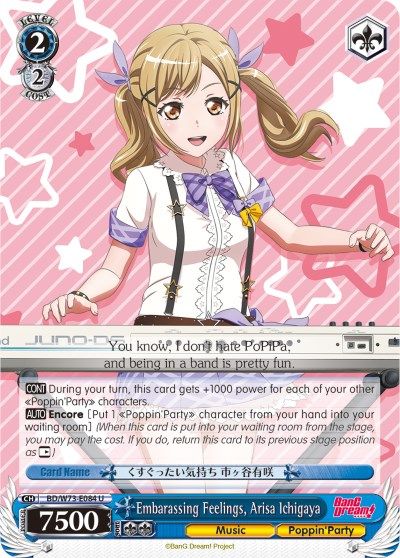 LEVEL
2
2
COST
JUNO-DS
You know, I don't hate PoPiPa,
and being in a band is pretty fun.
CONT During your turn, this card gets +1000 power for each of your other
«Poppin'Party» characters.
AUTO Encore [Put 1 «Poppin'Party» character from your hand into your
waiting room] (When this card is put into your waiting room from the stage,
you may pay the cost. If you do, return this card to its previous stage position
as )
Card Name くすぐったい気持ち 市ヶ谷有咲
CH BD/W73-E084 U
Embarassing Feelings, Arisa Ichigaya
BanG Dream!
POWER
7500
Music
Poppin'Party
©BanG Dream! Project